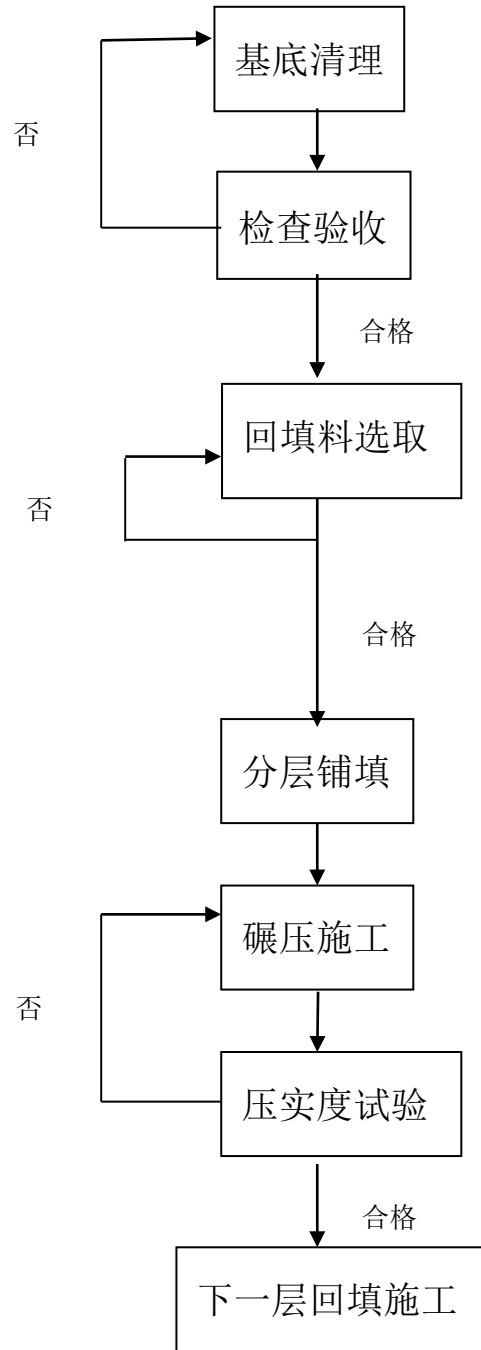 基底清理
否
检查验收
合格
回填料选取
否
合格
分层铺填
碾压施工
否
压实度试验
合格
下一层回填施工